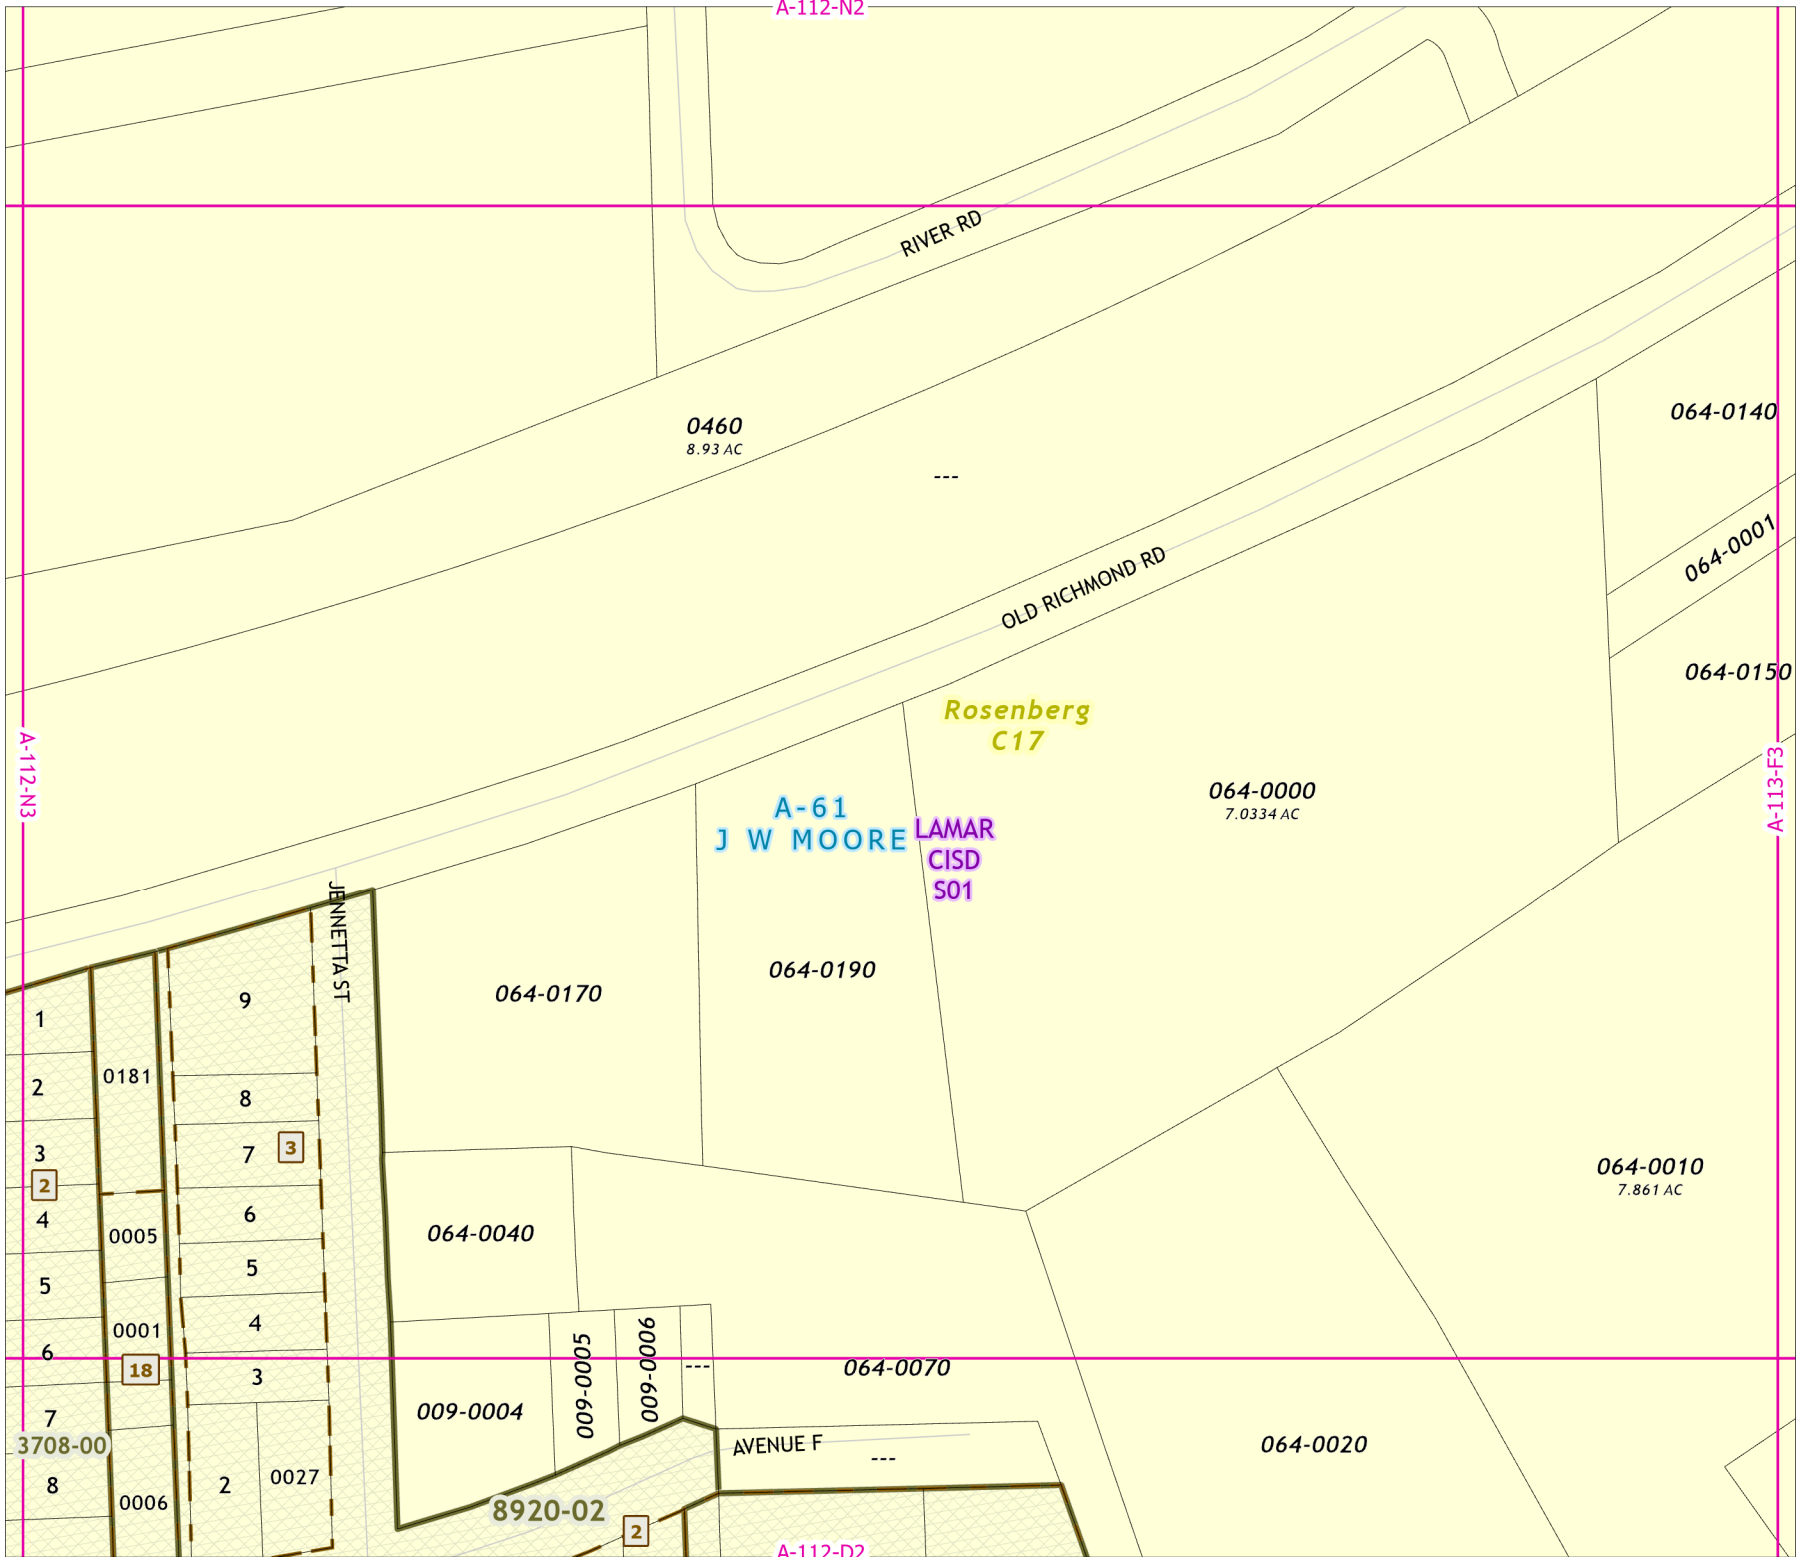 A-112-N2
RIVER RD
0460
8.93 AC
---
064-0140
064-0001
OLD RICHMOND RD
064-0150
Rosenberg
C17
A-112-N3
A-113-F3
064-0000
7.0334 AC
A-61
J W MOORE
LAMAR
CISD
S01
JENNETTA ST
064-0170
064-0190
9
1
0181
2
8
3
7
3
2
064-0010
7.861 AC
4
6
0005
064-0040
5
5
0001
4
6
18
3
009-0004
009-0005
009-0006
---
064-0070
7
3708-00
AVENUE F
---
064-0020
8
2
0027
0006
8920-02
2
A-112-D2